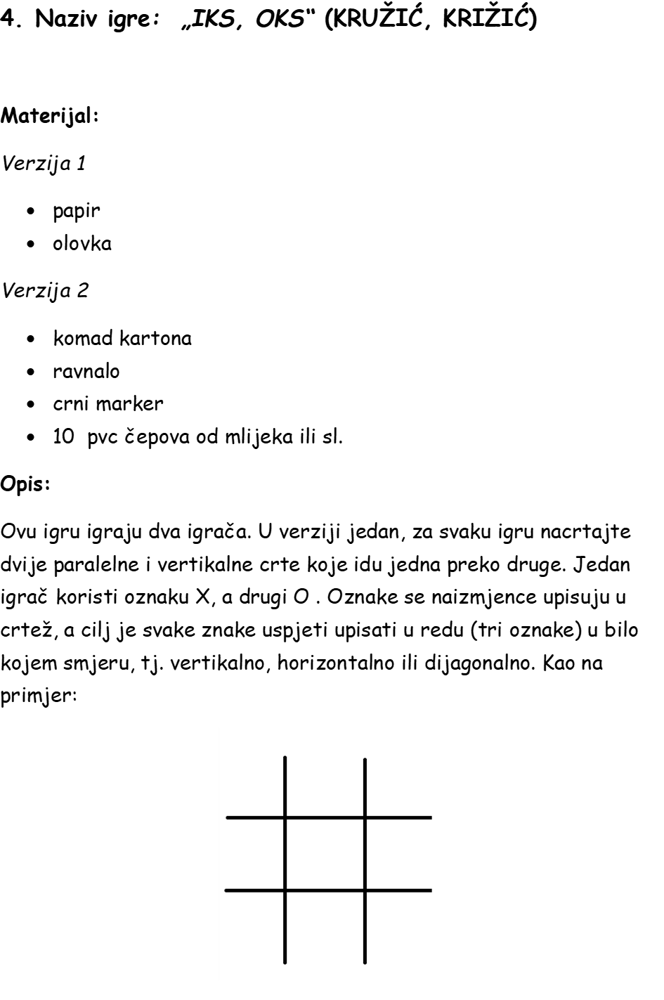 4. Naziv igre: „IKS, OKS“ (KRUŽIĆ, KRIŽIĆ)
Materijal:
Verzija 1
• papir
• olovka
Verzija 2
• komad kartona
• ravnalo
• crni marker
• 10 pvc čepova od mlijeka ili sl.
Opis:
Ovu igru igraju dva igrača. U verziji jedan, za svaku igru nacrtajte
dvije paralelne i vertikalne crte koje idu jedna preko druge. Jedan
igrač koristi oznaku X, a drugi O . Oznake se naizmjence upisuju u
crtež, a cilj je svake znake uspjeti upisati u redu (tri oznake) u bilo
kojem smjeru, tj. vertikalno, horizontalno ili dijagonalno. Kao na
primjer: